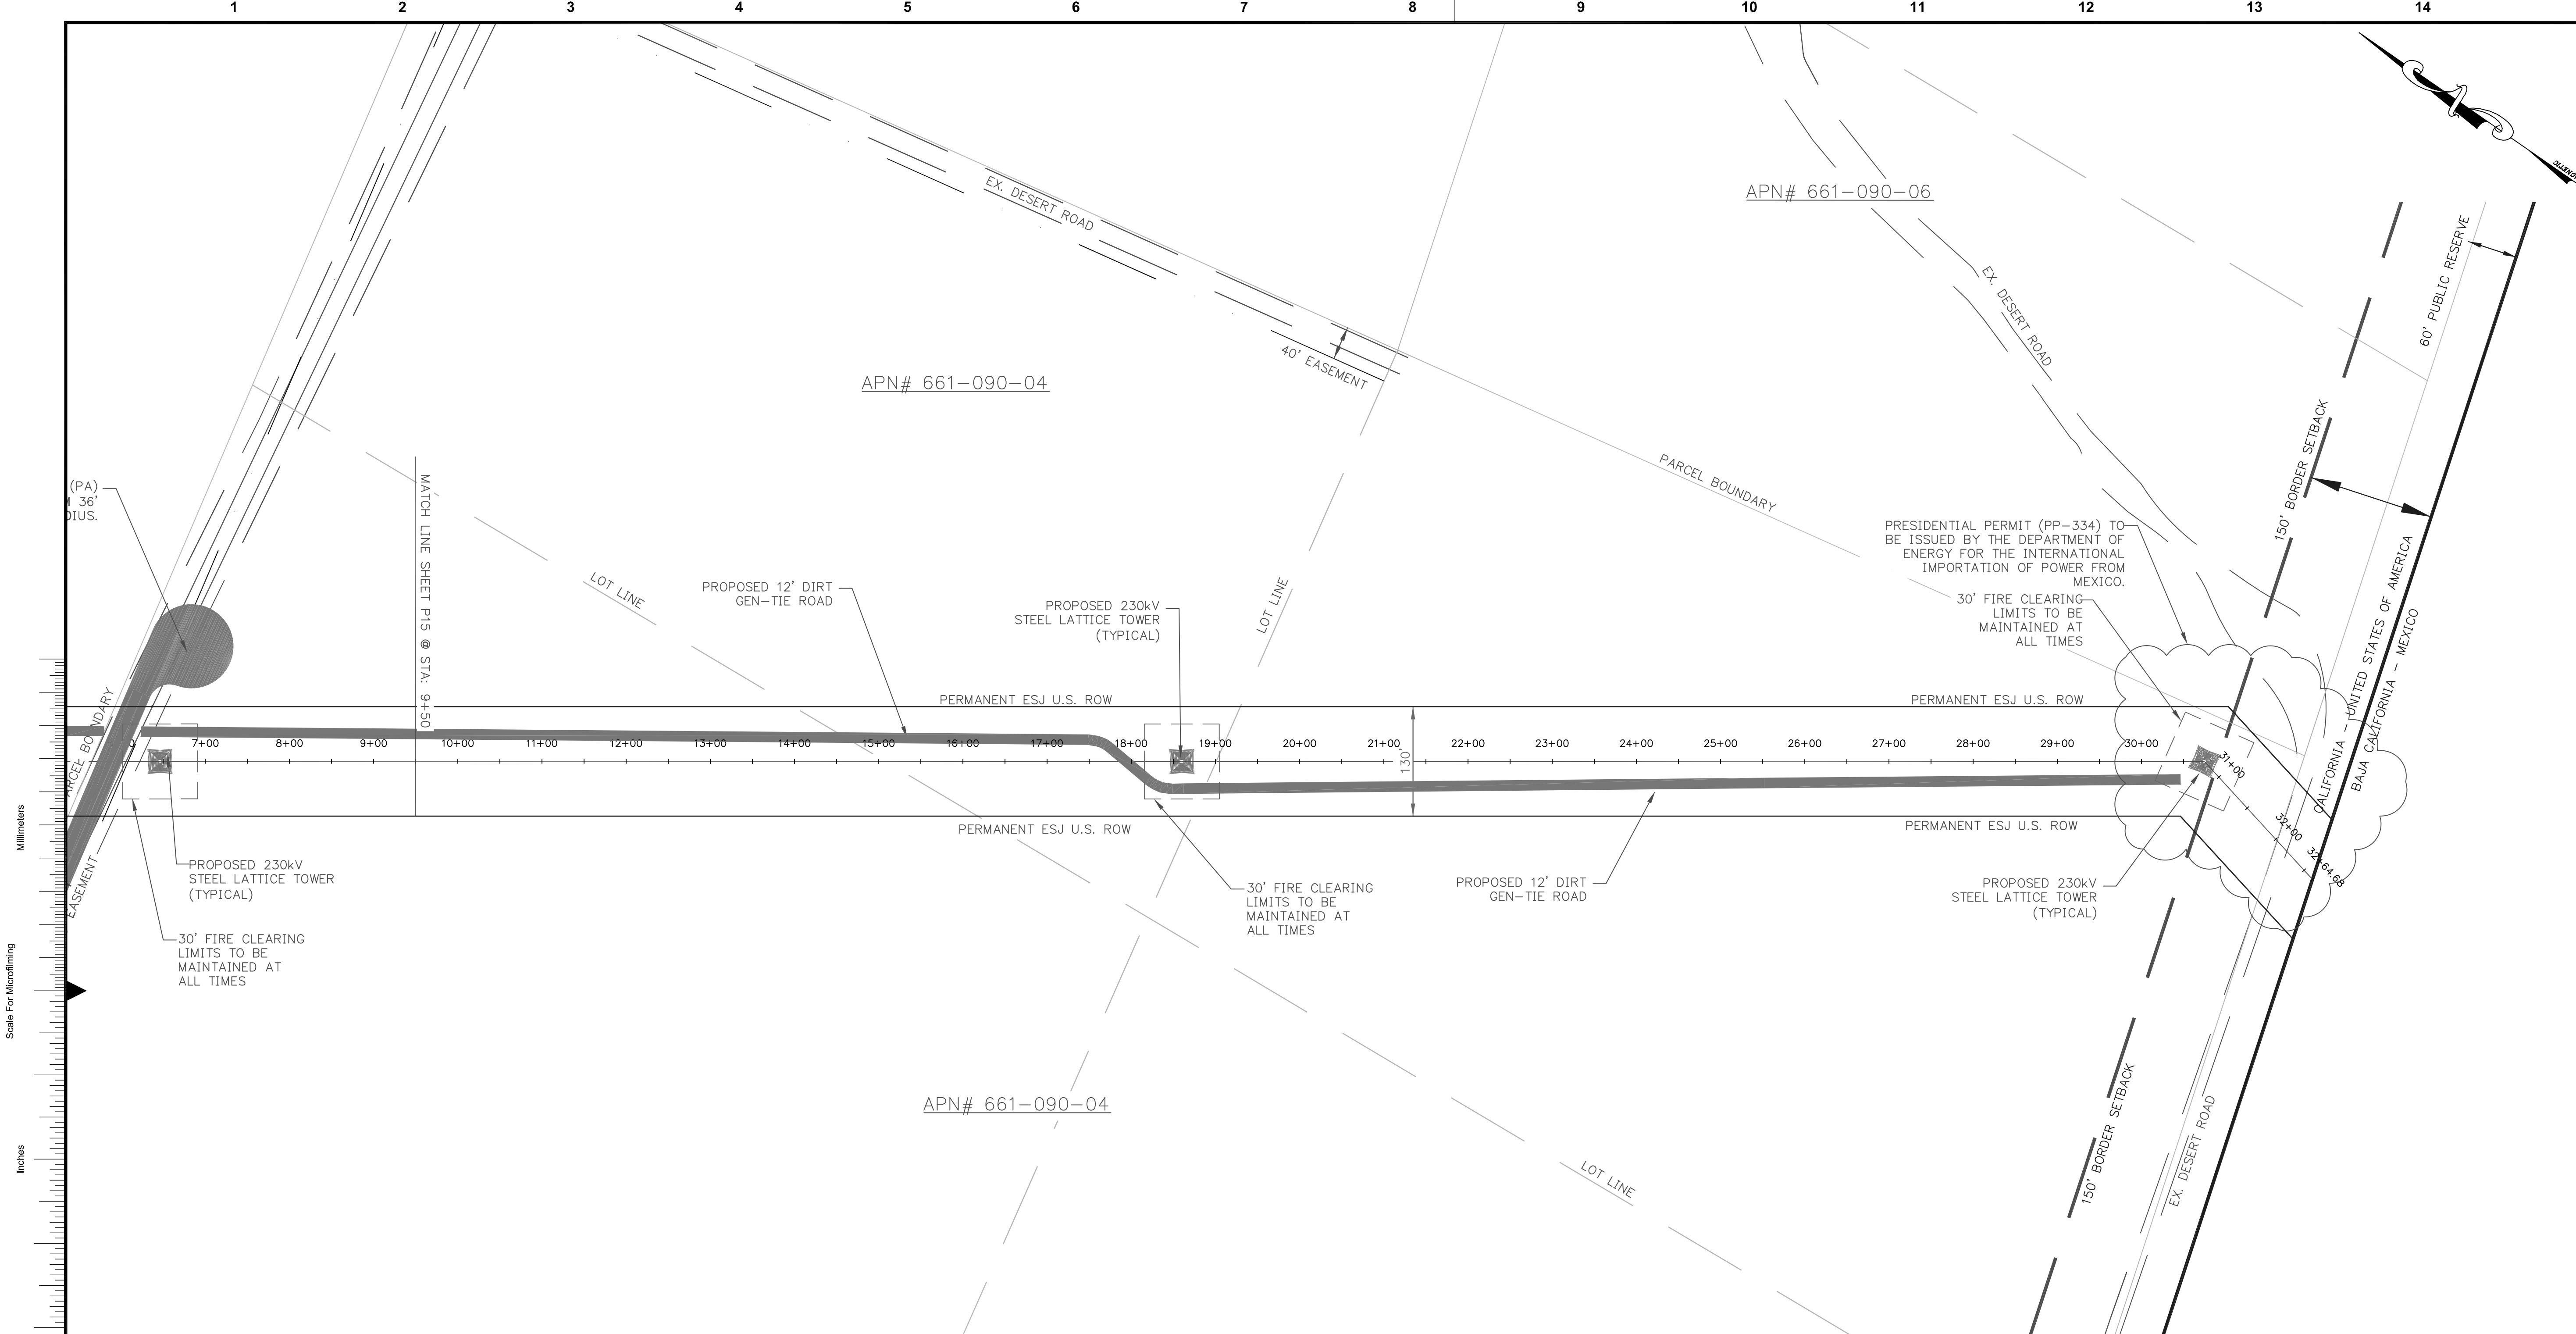 1 2 3 4 5 6 7 8 9 10 11 12 13 14
APN# 661-090-06
EX. DESERT ROAD
60' PUBLIC RESERVE
EX. DESERT ROAD
40' EASEMENT
APN# 661-090-04
150' BORDER SETBACK
PARCEL BOUNDARY
(PA)
36'
MATCH LINE SHEET P15 @ STA: 9+50
PRESIDENTIAL PERMIT (PP-334) TO
BE ISSUED BY THE DEPARTMENT OF
ENERGY FOR THE INTERNATIONAL
IMPORTATION OF POWER FROM
MEXICO.
CALIFORNIA - UNITED STATES OF AMERICA
BAJA CALIFORNIA - MEXICO
LOT LINE
PROPOSED 12' DIRT
GEN-TIE ROAD
PROPOSED 230kV
STEEL LATTICE TOWER
(TYPICAL)
LOT LINE
30' FIRE CLEARING
LIMITS TO BE
MAINTAINED AT
ALL TIMES
PERMANENT ESJ U.S. ROW
PERMANENT ESJ U.S. ROW
ARCEL BOUNDARY
7+00 8+00 9+00 10+00 11+00 12+00 13+00 14+00 15+00 16+00 17+00 18+00 19+00 20+00 21+00 22+00 23+00 24+00 25+00 26+00 27+00 28+00 29+00 30+00
31+00
32+00
32+64.68
130'
PERMANENT ESJ U.S. ROW
PERMANENT ESJ U.S. ROW
EASEMENT
PROPOSED 230kV
STEEL LATTICE TOWER
(TYPICAL)
30' FIRE CLEARING
LIMITS TO BE
MAINTAINED AT
ALL TIMES
30' FIRE CLEARING
LIMITS TO BE
MAINTAINED AT
ALL TIMES
PROPOSED 12' DIRT
GEN-TIE ROAD
PROPOSED 230kV
STEEL LATTICE TOWER
(TYPICAL)
APN# 661-090-04
LOT LINE
150' BORDER SETBACK
EX. DESERT ROAD
Millimeters
Scale For Microfilming
Inches